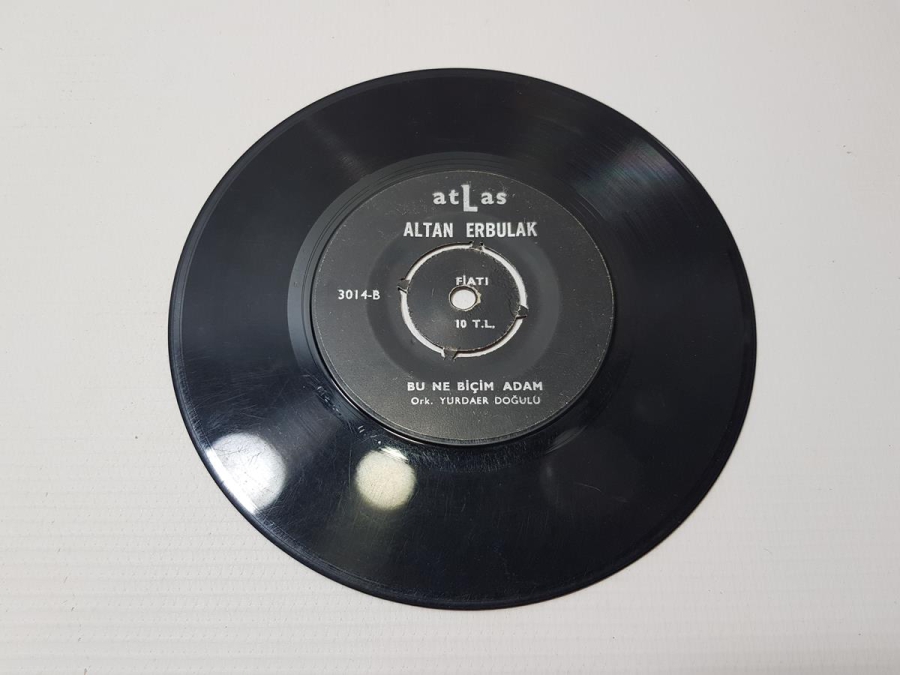 atLas
ALTAN ERBULAK
FİATI
3014-B
10 T.L.
BU NE BİÇİM ADAM
Ork. YURDAER DOĞULU